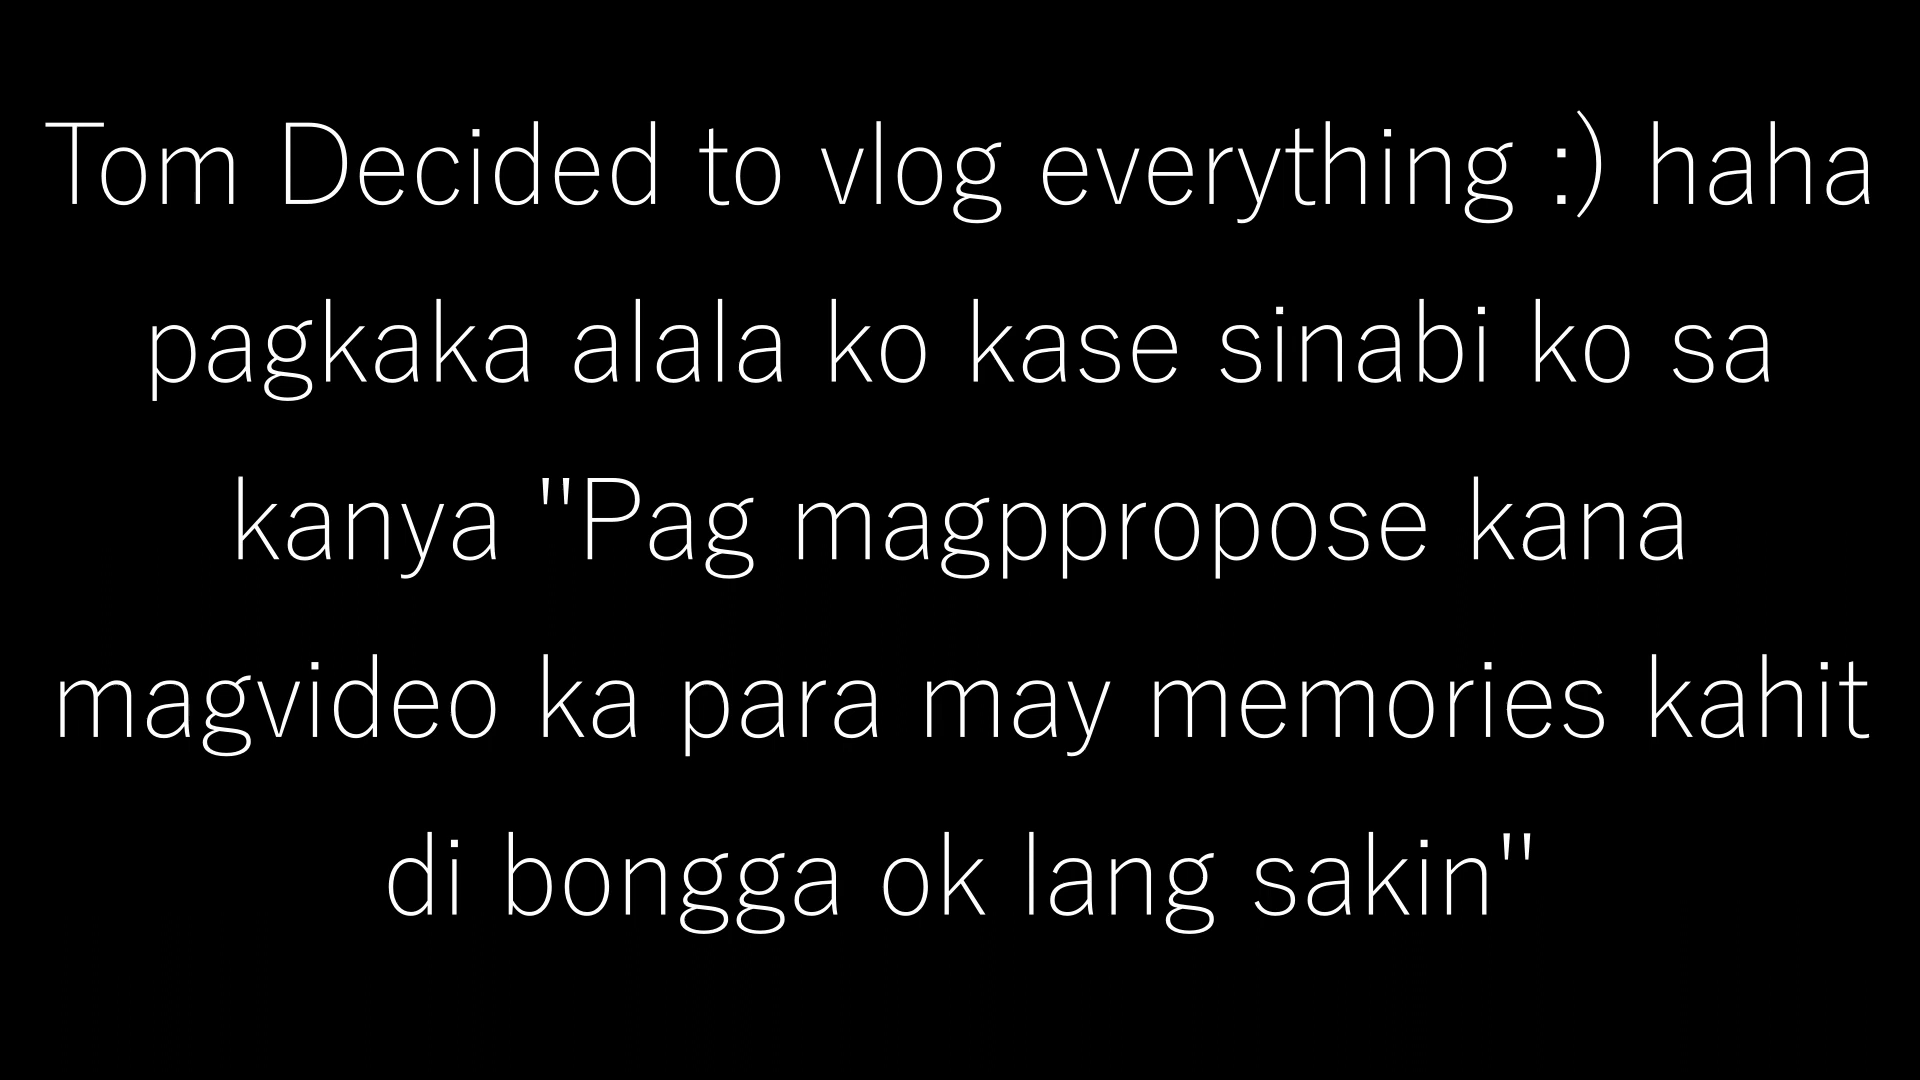 Tom Decided to vlog everything :) haha
pagkaka alala ko kase sinabi ko sa
kanya "Pag magppropose kana
magvideo ka para may memories kahit
di bongga ok lang sakin"